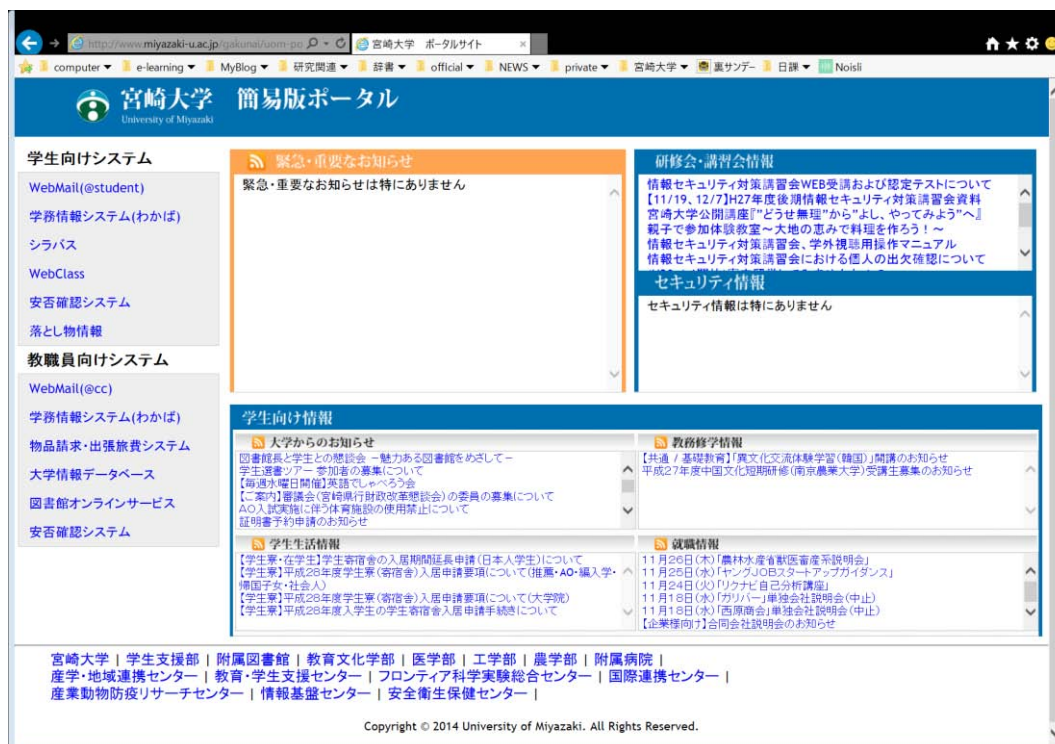 http://www.miyazaki-u.ac.jp/gakunai/uom-po
宮崎大学 ポータルサイト
computer
e-learning
MyBlog
研究関連
辞書
official
NEWS
private
宮崎大学
裏サンデー
日課
Noisli
宮崎大学
University of Miyazaki
簡易版ポータル
学生向けシステム
WebMail(@student)
学務情報システム(わかば)
シラバス
WebClass
安否確認システム
落とし物情報
教職員向けシステム
WebMail(@cc)
学務情報システム(わかば)
物品請求・出張旅費システム
大学情報データベース
図書館オンラインサービス
安否確認システム
緊急・重要なお知らせ
緊急・重要なお知らせは特にありません
研修会・講習会情報
情報セキュリティ対策講習会WEB受講および認定テストについて
【11/19、12/7】H27年度後期情報セキュリティ対策講習会資料
宮崎大学公開講座『"どうせ無理"から"よし、やってみよう"へ』
親子で参加体験教室～大地の恵みで料理を作ろう！～
情報セキュリティ対策講習会、学外視聴用操作マニュアル
情報セキュリティ対策講習会における個人の出欠確認について
セキュリティ情報
セキュリティ情報は特にありません
学生向け情報
大学からのお知らせ
図書館長と学生との懇談会 －魅力ある図書館をめざして－
学生選書ツアー 参加者の募集について
【毎週水曜日開催】英語でしゃべろう会
【ご案内】審議会(宮崎県行財政改革懇談会)の委員の募集について
AO入試実施に伴う体育施設の使用禁止について
証明書予約申請のお知らせ
教務修学情報
【共通 / 基礎教育】「異文化交流体験学習(韓国)」開講のお知らせ
平成27年度中国文化短期研修(南京農業大学)受講生募集のお知らせ
学生生活情報
【学生寮・在学生】学生寄宿舎の入居期間延長申請(日本人学生)について
【学生寮】平成28年度学生寮(寄宿舎)入居申請要項について(推薦・AO・編入学・
帰国子女・社会人)
【学生寮】平成28年度学生寮(寄宿舎)入居申請要項について(大学院)
【学生寮】平成28年度入学生の学生寄宿舎入居申請手続きについて
就職情報
11月26日(木)「農林水産省獣医畜産系説明会」
11月25日(水)「ヤングJOBスタートアップガイダンス」
11月24日(火)「リクナビ自己分析講座」
11月18日(水)「ガリバー」単独会社説明会(中止)
11月18日(水)「西原商会」単独会社説明会(中止)
【企業様向け】合同会社説明会のお知らせ
宮崎大学 | 学生支援部 | 附属図書館 | 教育文化学部 | 医学部 | 工学部 | 農学部 | 附属病院 |
産学・地域連携センター | 教育・学生支援センター | フロンティア科学実験総合センター | 国際連携センター |
産業動物防疫リサーチセンター | 情報基盤センター | 安全衛生保健センター |
Copyright © 2014 University of Miyazaki. All Rights Reserved.